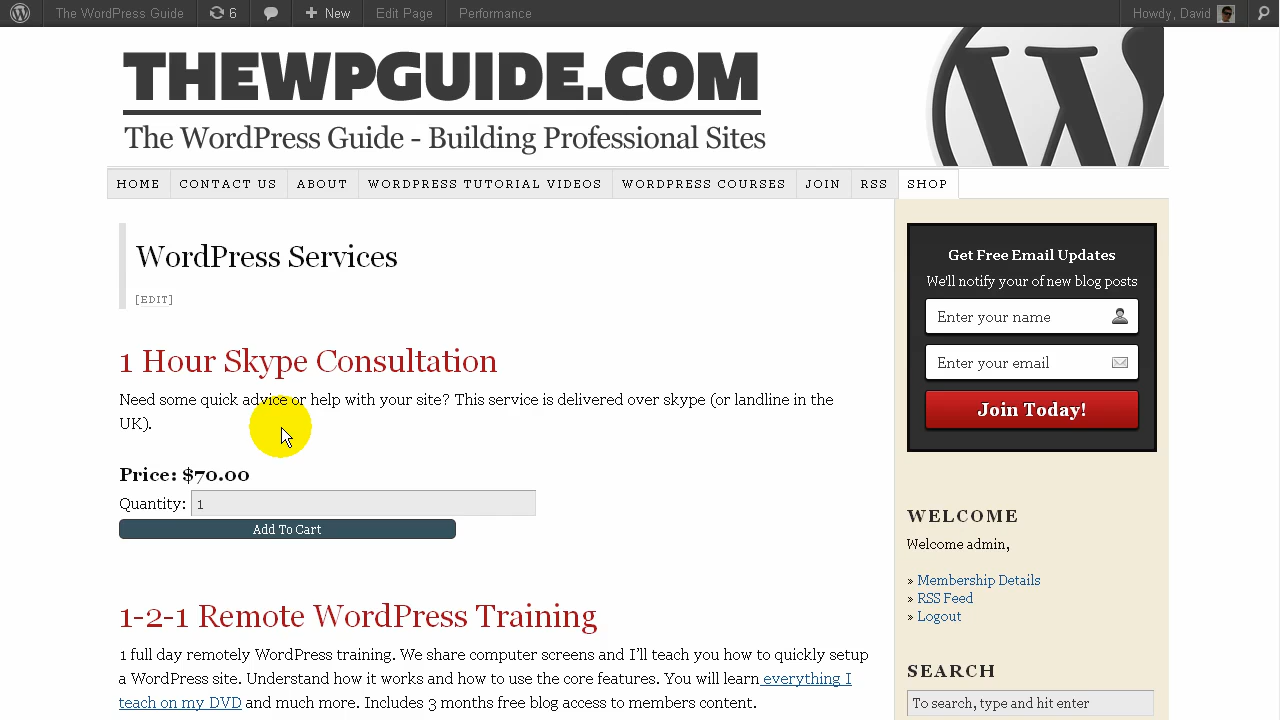 The WordPress Guide 6 New Edit Page Performance Howdy, David
THEWPGUIDE.COM
The WordPress Guide - Building Professional Sites
HOME CONTACT US ABOUT WORDPRESS TUTORIAL VIDEOS WORDPRESS COURSES JOIN RSS SHOP
WordPress Services
[EDIT]
1 Hour Skype Consultation
Need some quick advice or help with your site? This service is delivered over skype (or landline in the
UK).
Price: $70.00
Quantity: 1
Add To Cart
1-2-1 Remote WordPress Training
1 full day remotely WordPress training. We share computer screens and I'll teach you how to quickly setup
a WordPress site. Understand how it works and how to use the core features. You will learn everything I
teach on my DVD and much more. Includes 3 months free blog access to members content.
Get Free Email Updates
We'll notify your of new blog posts
Enter your name
Enter your email
Join Today!
WELCOME
Welcome admin,
» Membership Details
» RSS Feed
» Logout
SEARCH
To search, type and hit enter